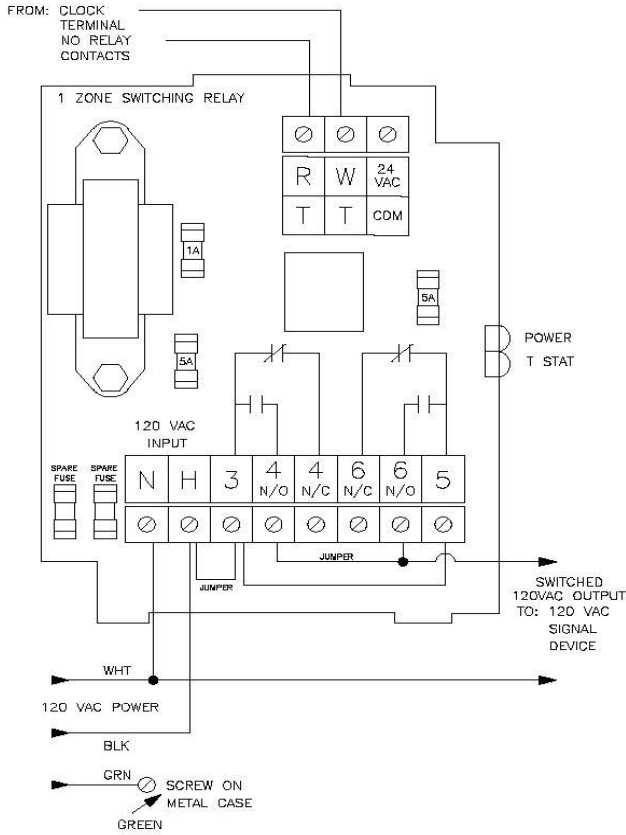 FROM: CLOCK
TERMINAL
NO RELAY
CONTACTS
1 ZONE SWITCHING RELAY
R W 24
VAC
T T COM
1A
5A
5A
POWER
T STAT
120 VAC
INPUT
SPARE
FUSE
SPARE
FUSE
N H 3 4 4 6 6 5
N/O N/C N/C N/O
JUMPER
JUMPER
SWITCHED
120VAC OUTPUT
TO: 120 VAC
SIGNAL
DEVICE
WHT
120 VAC POWER
BLK
GRN
SCREW ON
METAL CASE
GREEN